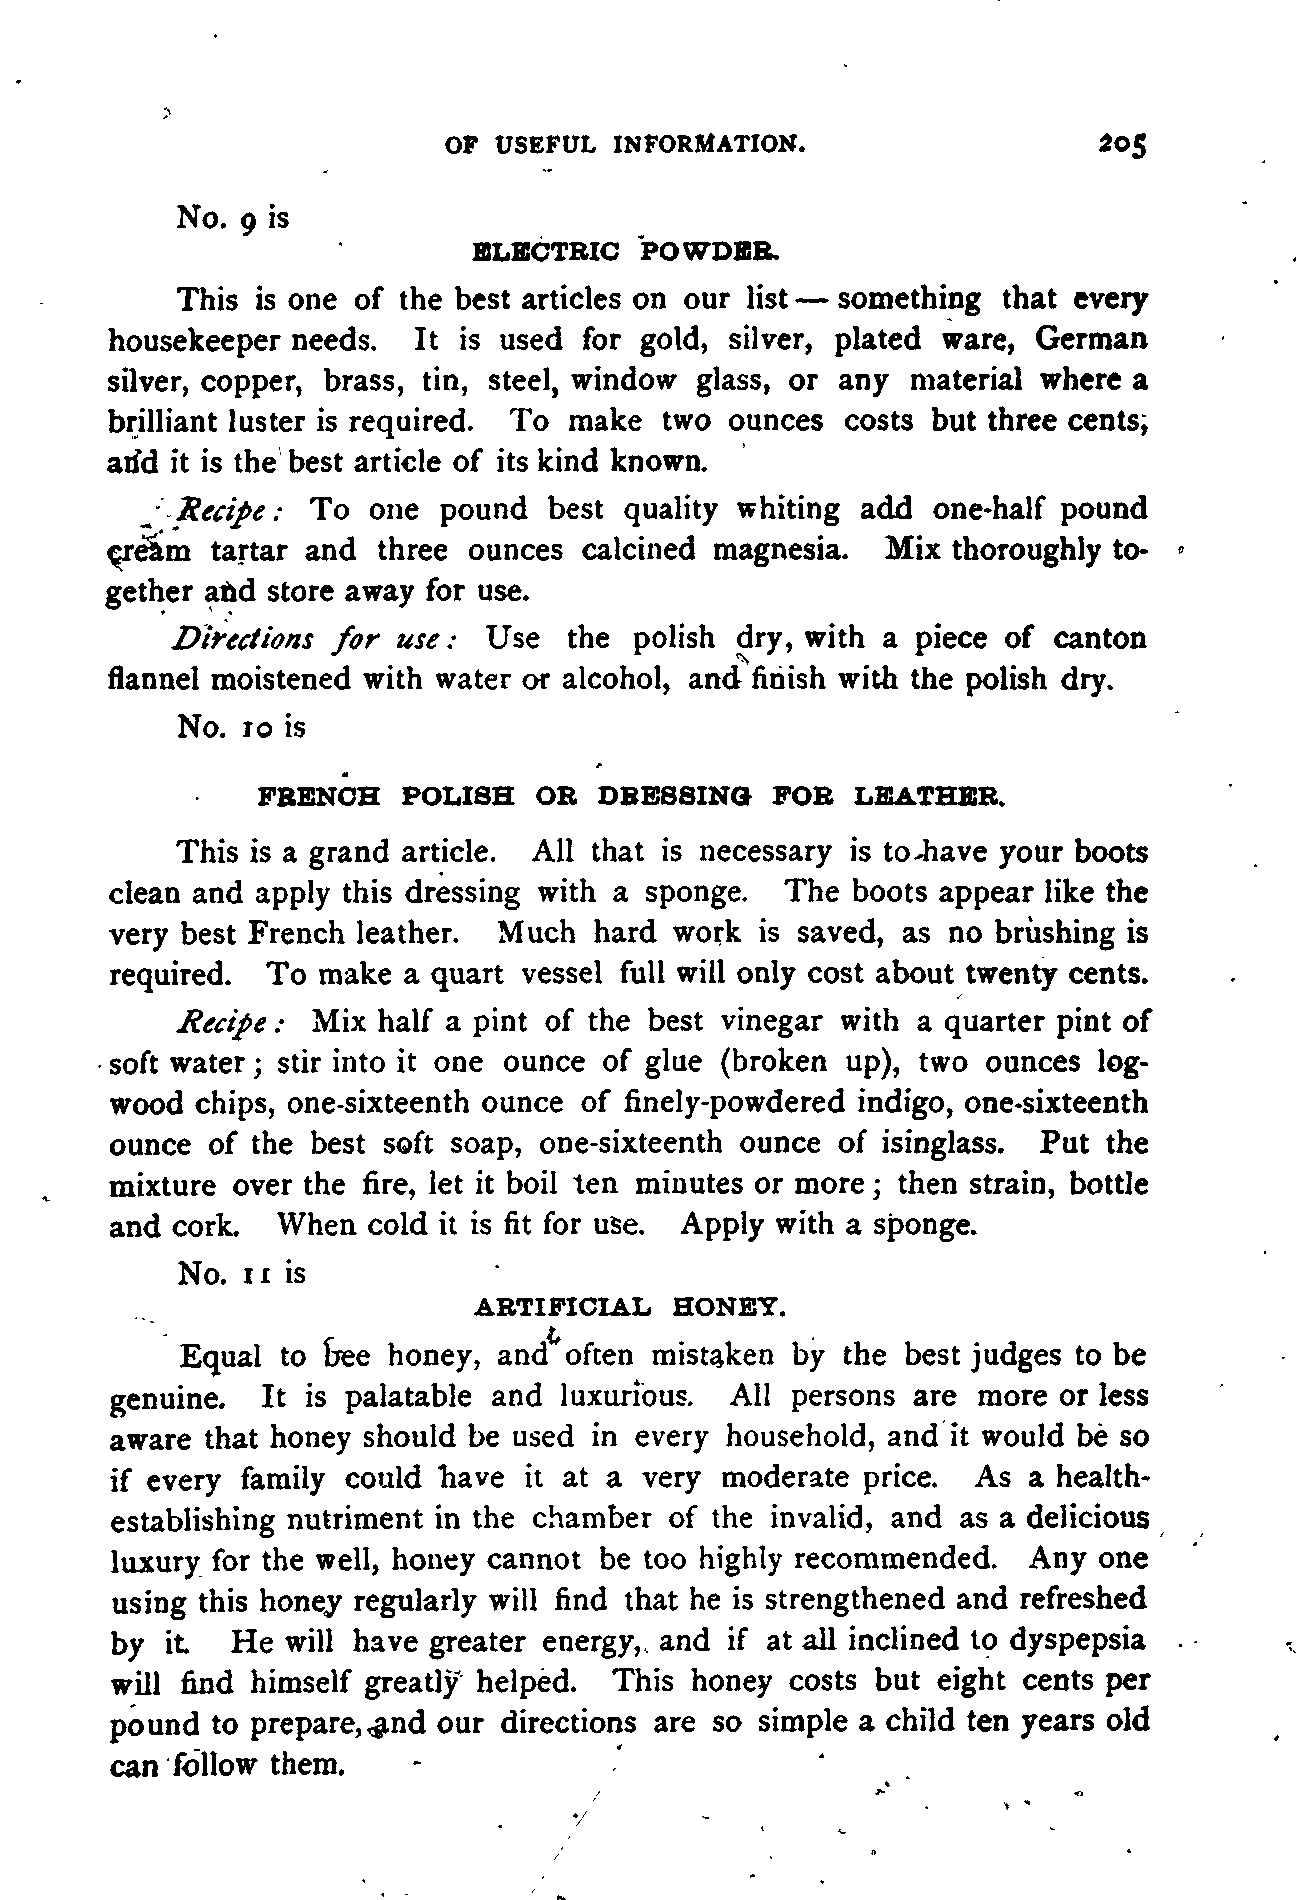 OF USEFUL INFORMATION. 205
No. 9 is
ELECTRIC POWDER.
This is one of the best articles on our list — something that every
housekeeper needs. It is used for gold, silver, plated ware, German
silver, copper, brass, tin, steel, window glass, or any material where a
brilliant luster is required. To make two ounces costs but three cents;
and it is the best article of its kind known.
Recipe: To one pound best quality whiting add one-half pound
cream tartar and three ounces calcined magnesia. Mix thoroughly to-
gether and store away for use.
Directions for use: Use the polish dry, with a piece of canton
flannel moistened with water or alcohol, and finish with the polish dry.
No. 10 is
FRENCH POLISH OR DRESSING FOR LEATHER.
This is a grand article. All that is necessary is to have your boots
clean and apply this dressing with a sponge. The boots appear like the
very best French leather. Much hard work is saved, as no brushing is
required. To make a quart vessel full will only cost about twenty cents.
Recipe: Mix half a pint of the best vinegar with a quarter pint of
soft water; stir into it one ounce of glue (broken up), two ounces log-
wood chips, one-sixteenth ounce of finely-powdered indigo, one-sixteenth
ounce of the best soft soap, one-sixteenth ounce of isinglass. Put the
mixture over the fire, let it boil ten minutes or more; then strain, bottle
and cork. When cold it is fit for use. Apply with a sponge.
No. 11 is
ARTIFICIAL HONEY.
Equal to bee honey, and often mistaken by the best judges to be
genuine. It is palatable and luxurious. All persons are more or less
aware that honey should be used in every household, and it would be so
if every family could have it at a very moderate price. As a health-
establishing nutriment in the chamber of the invalid, and as a delicious
luxury for the well, honey cannot be too highly recommended. Any one
using this honey regularly will find that he is strengthened and refreshed
by it. He will have greater energy, and if at all inclined to dyspepsia
will find himself greatly helped. This honey costs but eight cents per
pound to prepare, and our directions are so simple a child ten years old
can follow them.